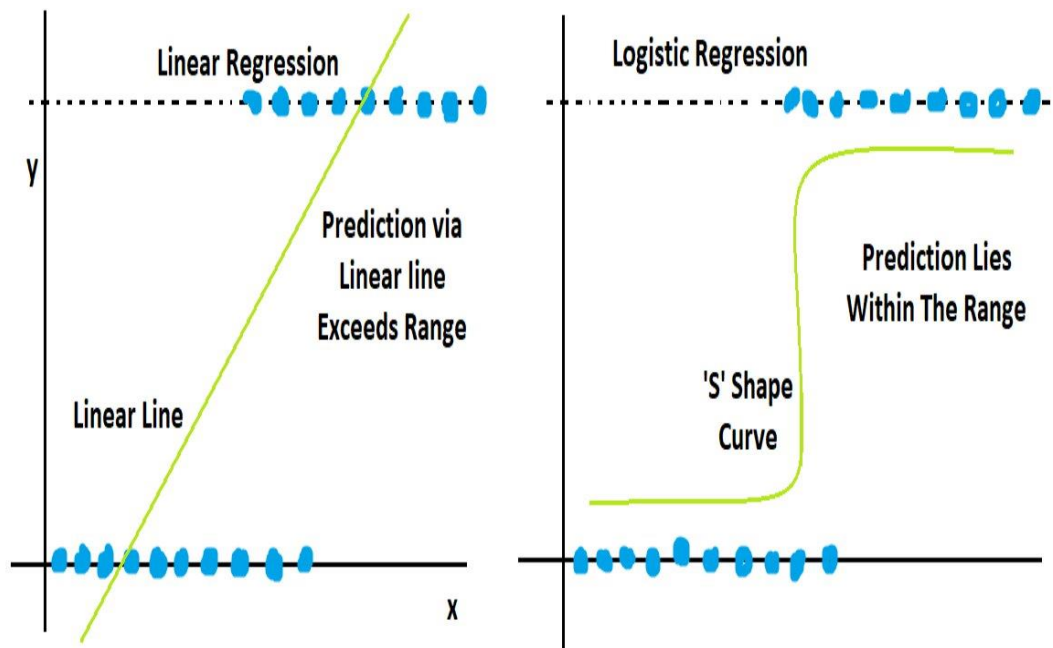 Linear Regression
y
Prediction via
Linear line
Exceeds Range
Linear Line
x
Logistic Regression
Prediction Lies
Within The Range
'S' Shape
Curve